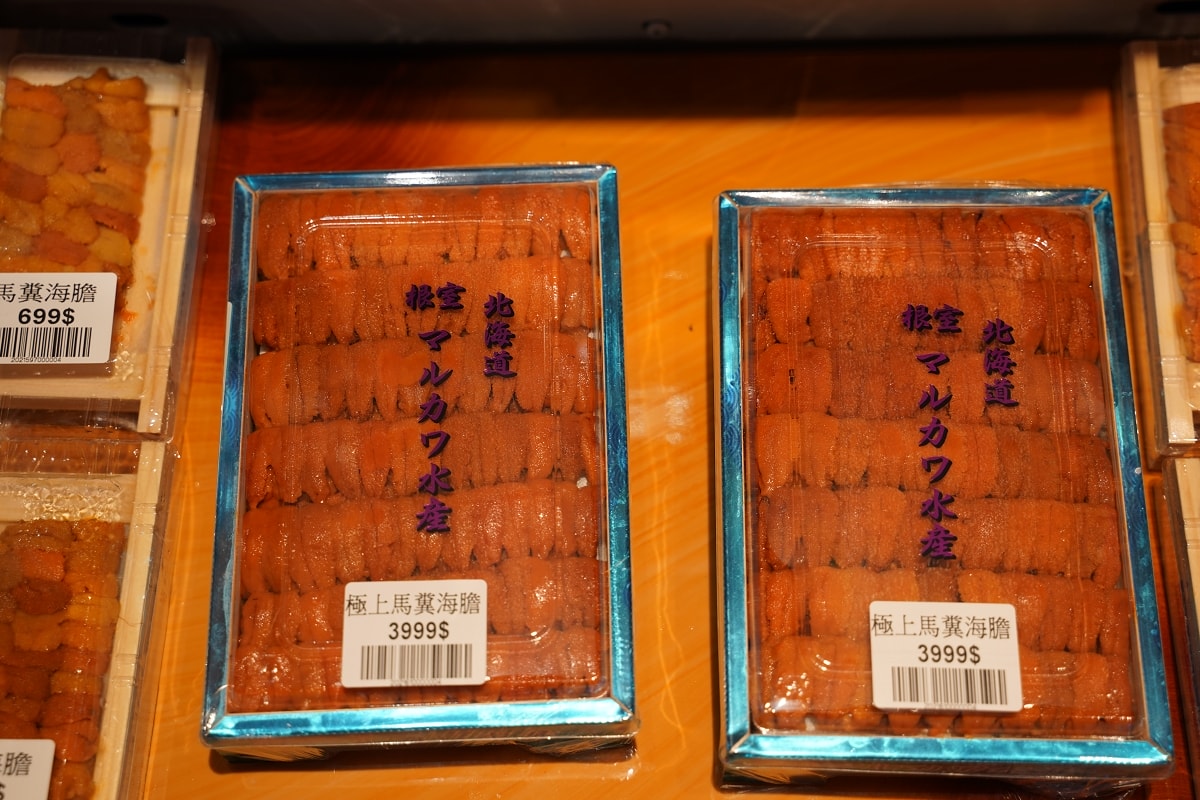 馬糞海膽
699$
2021597000004
北海道
根室
マルカワ水産
極上馬糞海膽
3999$
北海道
根室
マルカワ水産
極上馬糞海膽
3999$
海膽
$